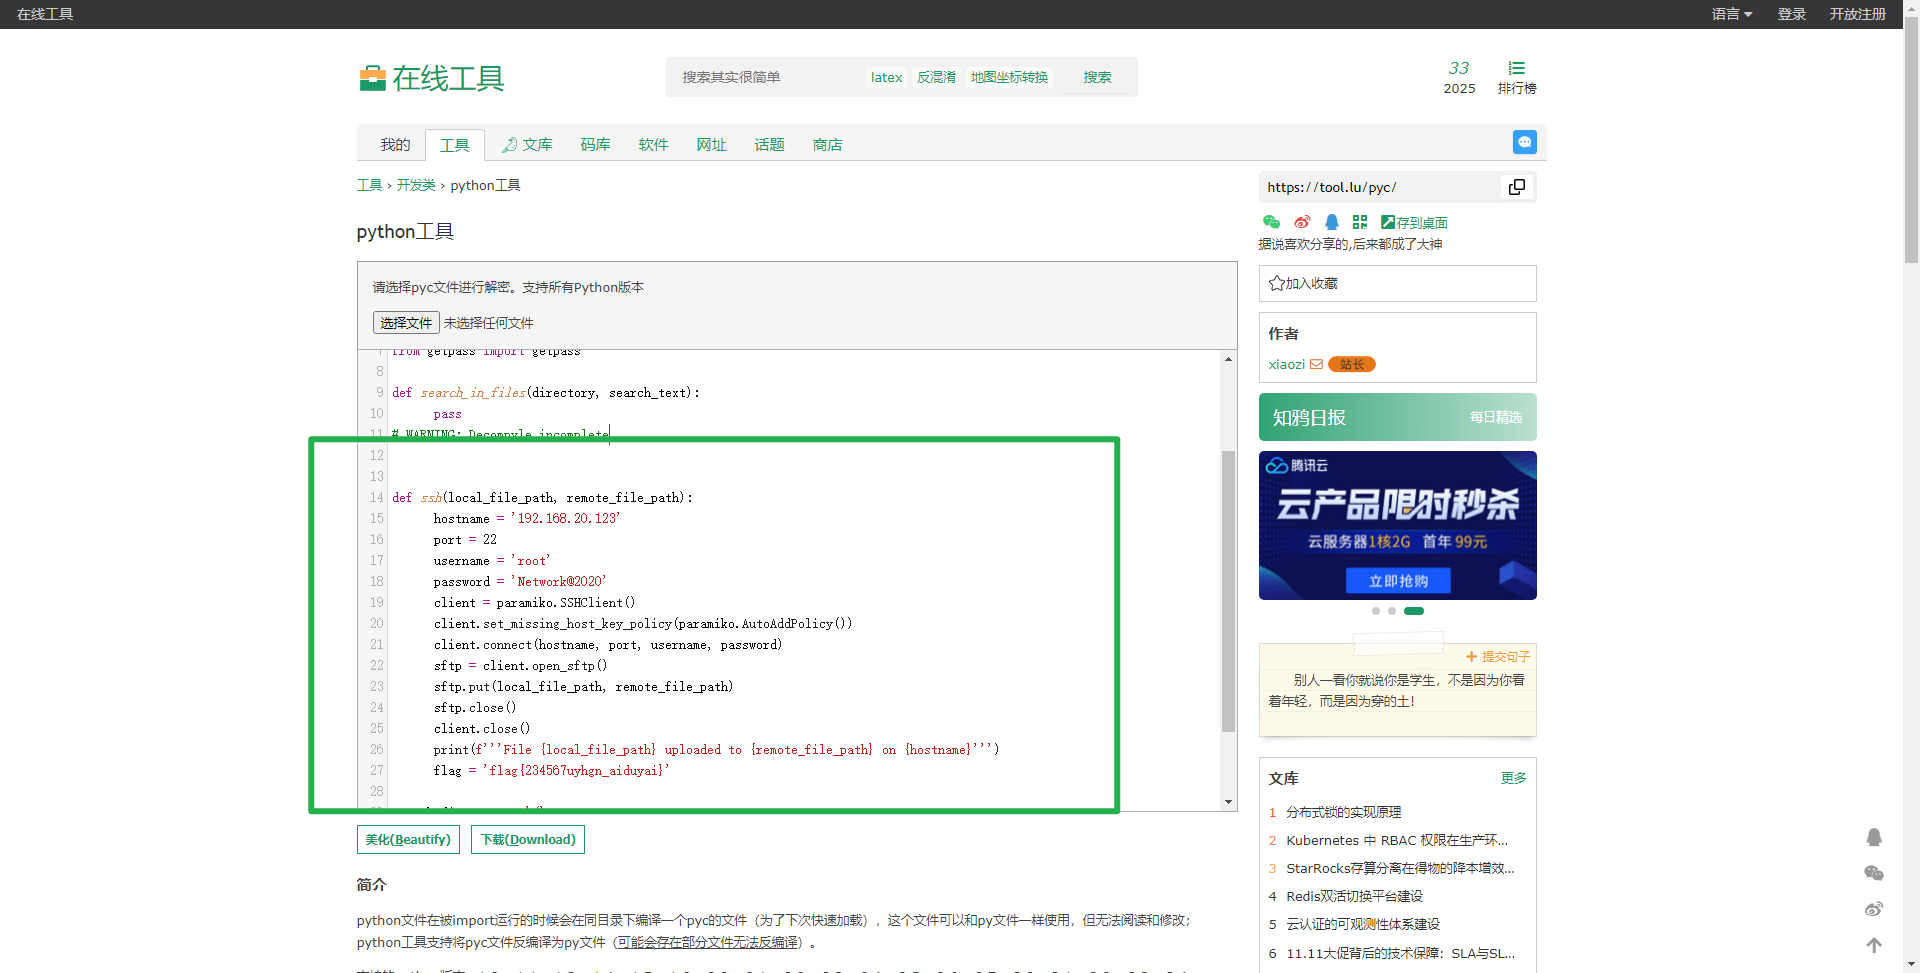 在线工具
语言
登录
开放注册
在线工具
搜索其实很简单
latex
反混淆
地图坐标转换
搜索
33
2025
排行榜
我的
工具
文库
码库
软件
网址
话题
商店
工具 › 开发类 › python工具
python工具
请选择pyc文件进行解密。支持所有Python版本
选择文件 未选择任何文件
7 from getpass import getpass
8
9 def search_in_files(directory, search_text):
10 pass
11 # WARNING: Decompyle incomplete
12
13
14 def ssh(local_file_path, remote_file_path):
15 hostname = '192.168.20.123'
16 port = 22
17 username = 'root'
18 password = 'Network@2020'
19 client = paramiko.SSHClient()
20 client.set_missing_host_key_policy(paramiko.AutoAddPolicy())
21 client.connect(hostname, port, username, password)
22 sftp = client.open_sftp()
23 sftp.put(local_file_path, remote_file_path)
24 sftp.close()
25 client.close()
26 print(f'''File {local_file_path} uploaded to {remote_file_path} on {hostname}''')
27 flag = 'flag{234567uyhgn_aiduyai}'
28
美化(Beautify)
下载(Download)
简介
python文件在被import运行的时候会在同目录下编译一个pyc的文件（为了下次快速加载），这个文件可以和py文件一样使用，但无法阅读和修改；
python工具支持将pyc文件反编译为py文件（可能会存在部分文件无法反编译）。
https://tool.lu/pyc/
存到桌面
据说喜欢分享的,后来都成了大神
加入收藏
作者
xiaozi
站长
知鸦日报
每日精选
腾讯云
云产品限时秒杀
云服务器1核2G 首年99元
立即抢购
提交句子
别人一看你就说你是学生，不是因为你看
着年轻，而是因为穿的土！
文库
更多
1 分布式锁的实现原理
2 Kubernetes 中 RBAC 权限在生产环...
3 StarRocks存算分离在得物的降本增效...
4 Redis双活切换平台建设
5 云认证的可观测性体系建设
6 11.11大促背后的技术保障：SLA与SL...